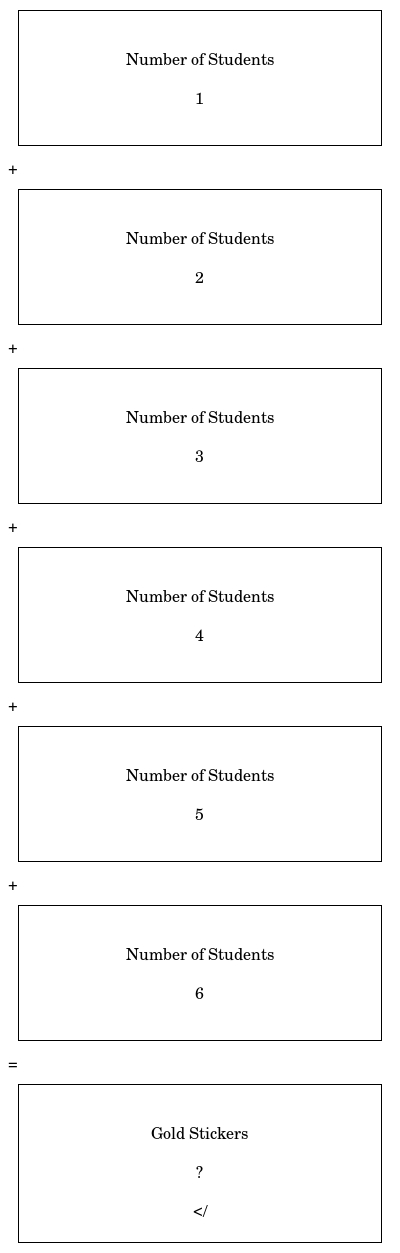 Number of Students
1
+
Number of Students
2
+
Number of Students
3
+
Number of Students
4
+
Number of Students
5
+
Number of Students
6
=
Gold Stickers
?
</